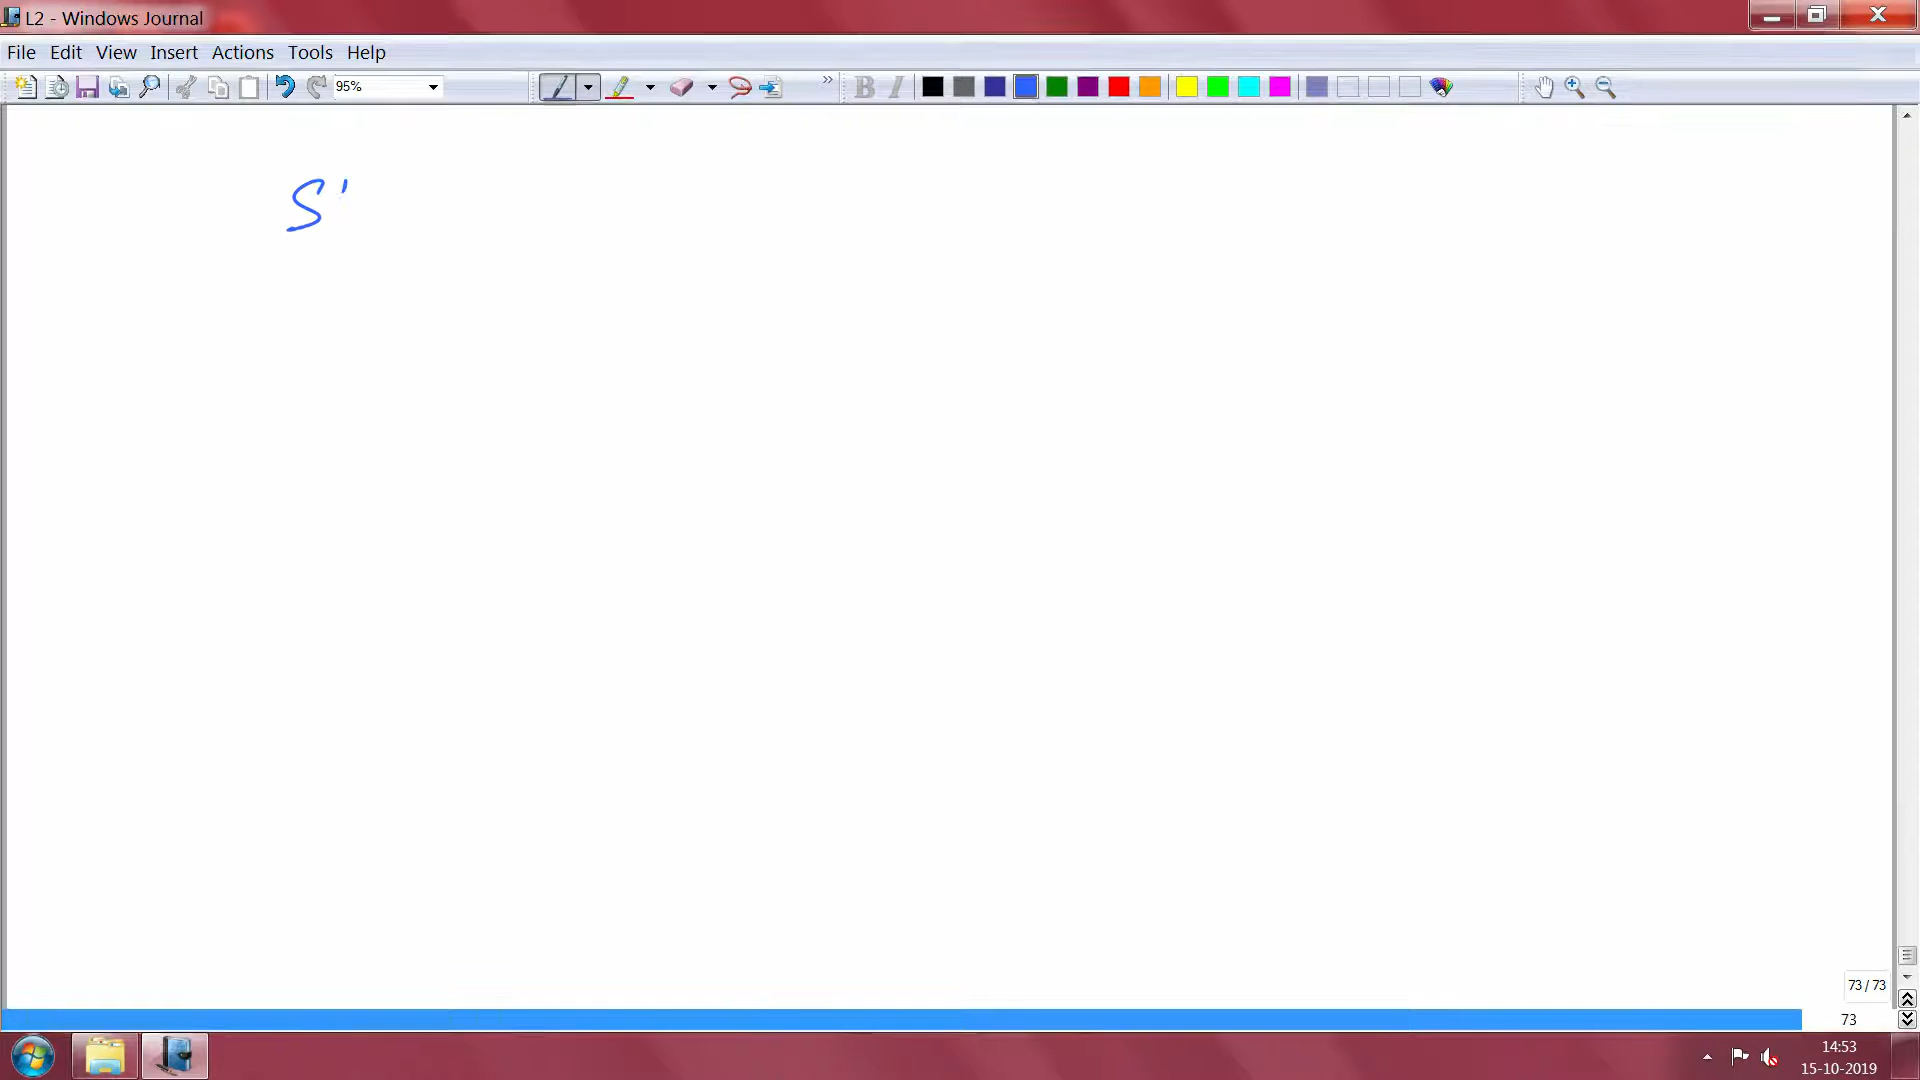 L2 - Windows Journal
File Edit View Insert Actions Tools Help
95%
B I
S'
73 / 73
73
14:53
15-10-2019